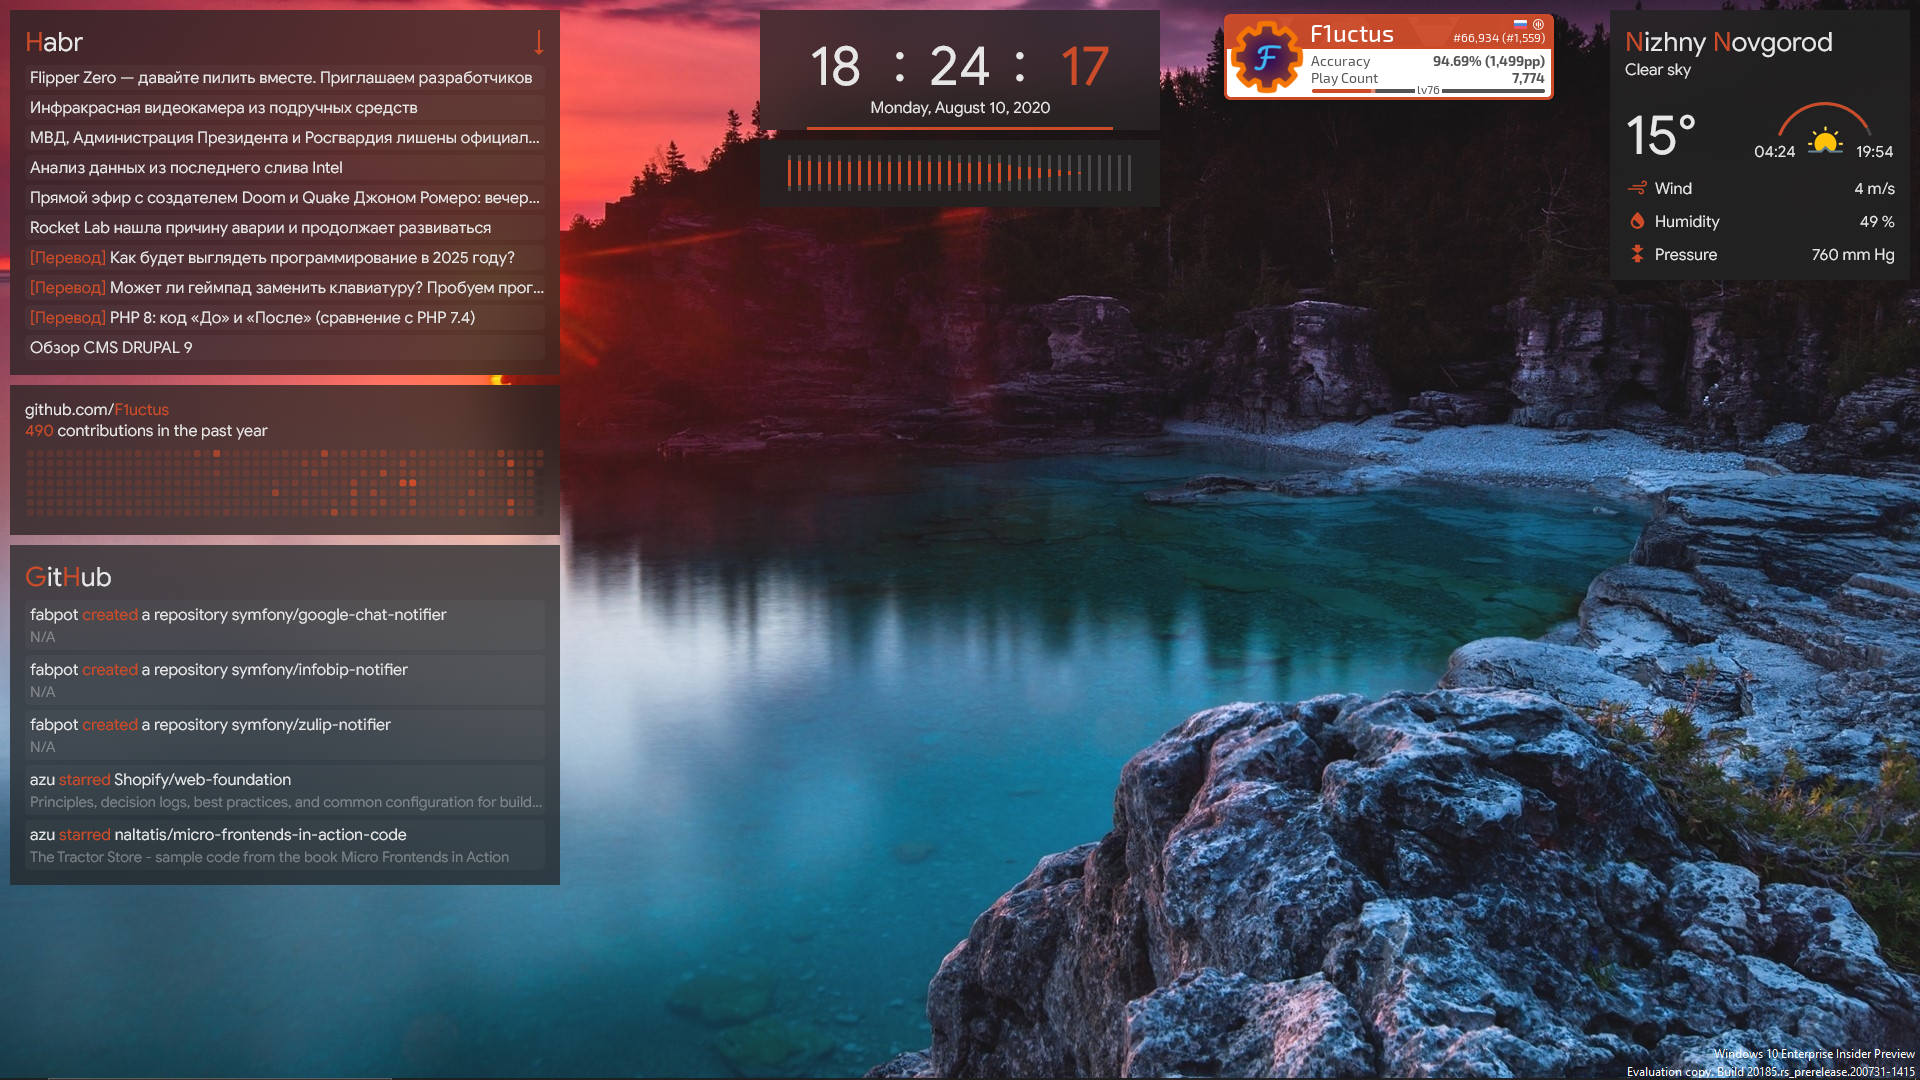 Habr
Flipper Zero — давайте пилить вместе. Приглашаем разработчиков
Инфракрасная видеокамера из подручных средств
МВД, Администрация Президента и Росгвардия лишены официал...
Анализ данных из последнего слива Intel
Прямой эфир с создателем Doom и Quake Джоном Ромеро: вечер...
Rocket Lab нашла причину аварии и продолжает развиваться
[Перевод] Как будет выглядеть программирование в 2025 году?
[Перевод] Может ли геймпад заменить клавиатуру? Пробуем прог...
[Перевод] PHP 8: код «До» и «После» (сравнение с PHP 7.4)
Обзор CMS DRUPAL 9
github.com/F1uctus
490 contributions in the past year
GitHub
fabpot created a repository symfony/google-chat-notifier
N/A
fabpot created a repository symfony/infobip-notifier
N/A
fabpot created a repository symfony/zulip-notifier
N/A
azu starred Shopify/web-foundation
Principles, decision logs, best practices, and common configuration for build...
azu starred naltatis/micro-frontends-in-action-code
The Tractor Store - sample code from the book Micro Frontends in Action
18 : 24 : 17
Monday, August 10, 2020
F1uctus
#66,934 (#1,559)
Accuracy 94.69% (1,499pp)
Play Count 7,774
lv76
Nizhny Novgorod
Clear sky
15°
04:24 19:54
Wind 4 m/s
Humidity 49 %
Pressure 760 mm Hg
Windows 10 Enterprise Insider Preview
Evaluation copy. Build 20185.rs_prerelease.200731-1415